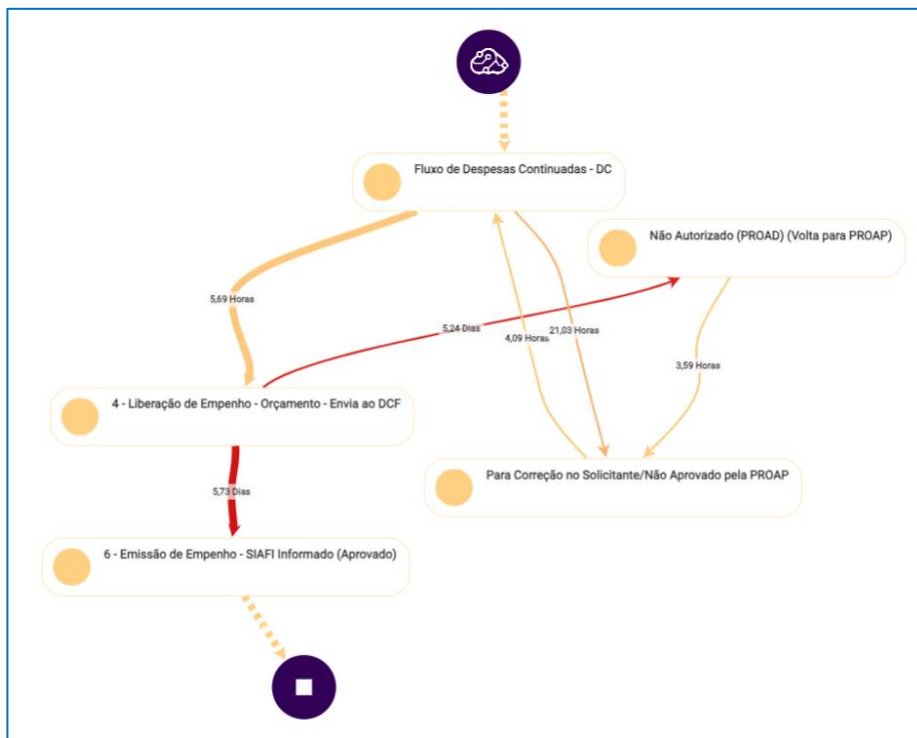 Fluxo de Despesas Continuadas - DC
Não Autorizado (PROAD) (Volta para PROAP)
5,69 Horas
5,24 Dias
4,09 Horas
21,03 Horas
3,59 Horas
4 - Liberação de Empenho - Orçamento - Envia ao DCF
Para Correção no Solicitante/Não Aprovado pela PROAP
5,73 Dias
6 - Emissão de Empenho - SIAFI Informado (Aprovado)